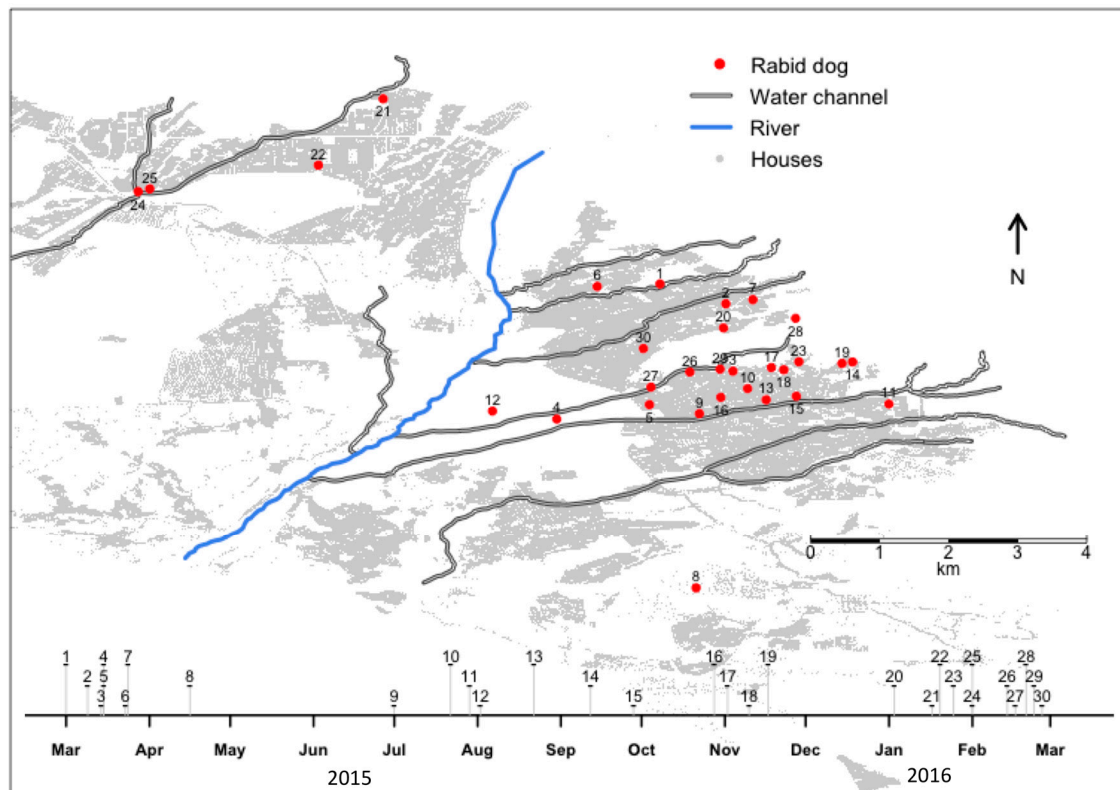 Rabid dog
Water channel
River
Houses
N
21
22
25
24
6
1
2
7
20
28
30
29
3
17
23
19
14
26
18
27
10
13
15
11
12
4
5
9
16
0 1 2 3 4
km
8
1 4 7 10 13 16 19 22 25 28
2 5 8 11 14 17 23 26 29
3 6 9 12 15 18 20 21 24 27 30
Mar Apr May Jun Jul Aug Sep Oct Nov Dec Jan Feb Mar
2015 2016